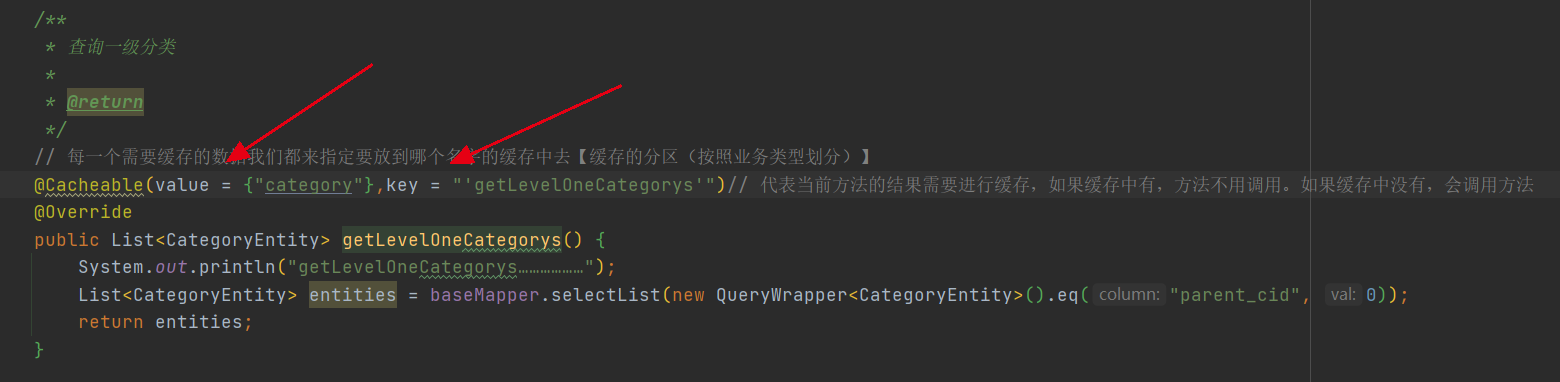 /**
* 查询一级分类
*
* @return
*/
// 每一个需要缓存的数据我们都来指定要放到哪个名字的缓存中去【缓存的分区（按照业务类型划分）】
@Cacheable(value = {"category"},key = "'getLevelOneCategorys'")// 代表当前方法的结果需要进行缓存，如果缓存中有，方法不用调用。如果缓存中没有，会调用方法
@Override
public List<CategoryEntity> getLevelOneCategorys() {
System.out.println("getLevelOneCategorys………………");
List<CategoryEntity> entities = baseMapper.selectList(new QueryWrapper<CategoryEntity>().eq( column: "parent_cid", val: 0));
return entities;
}